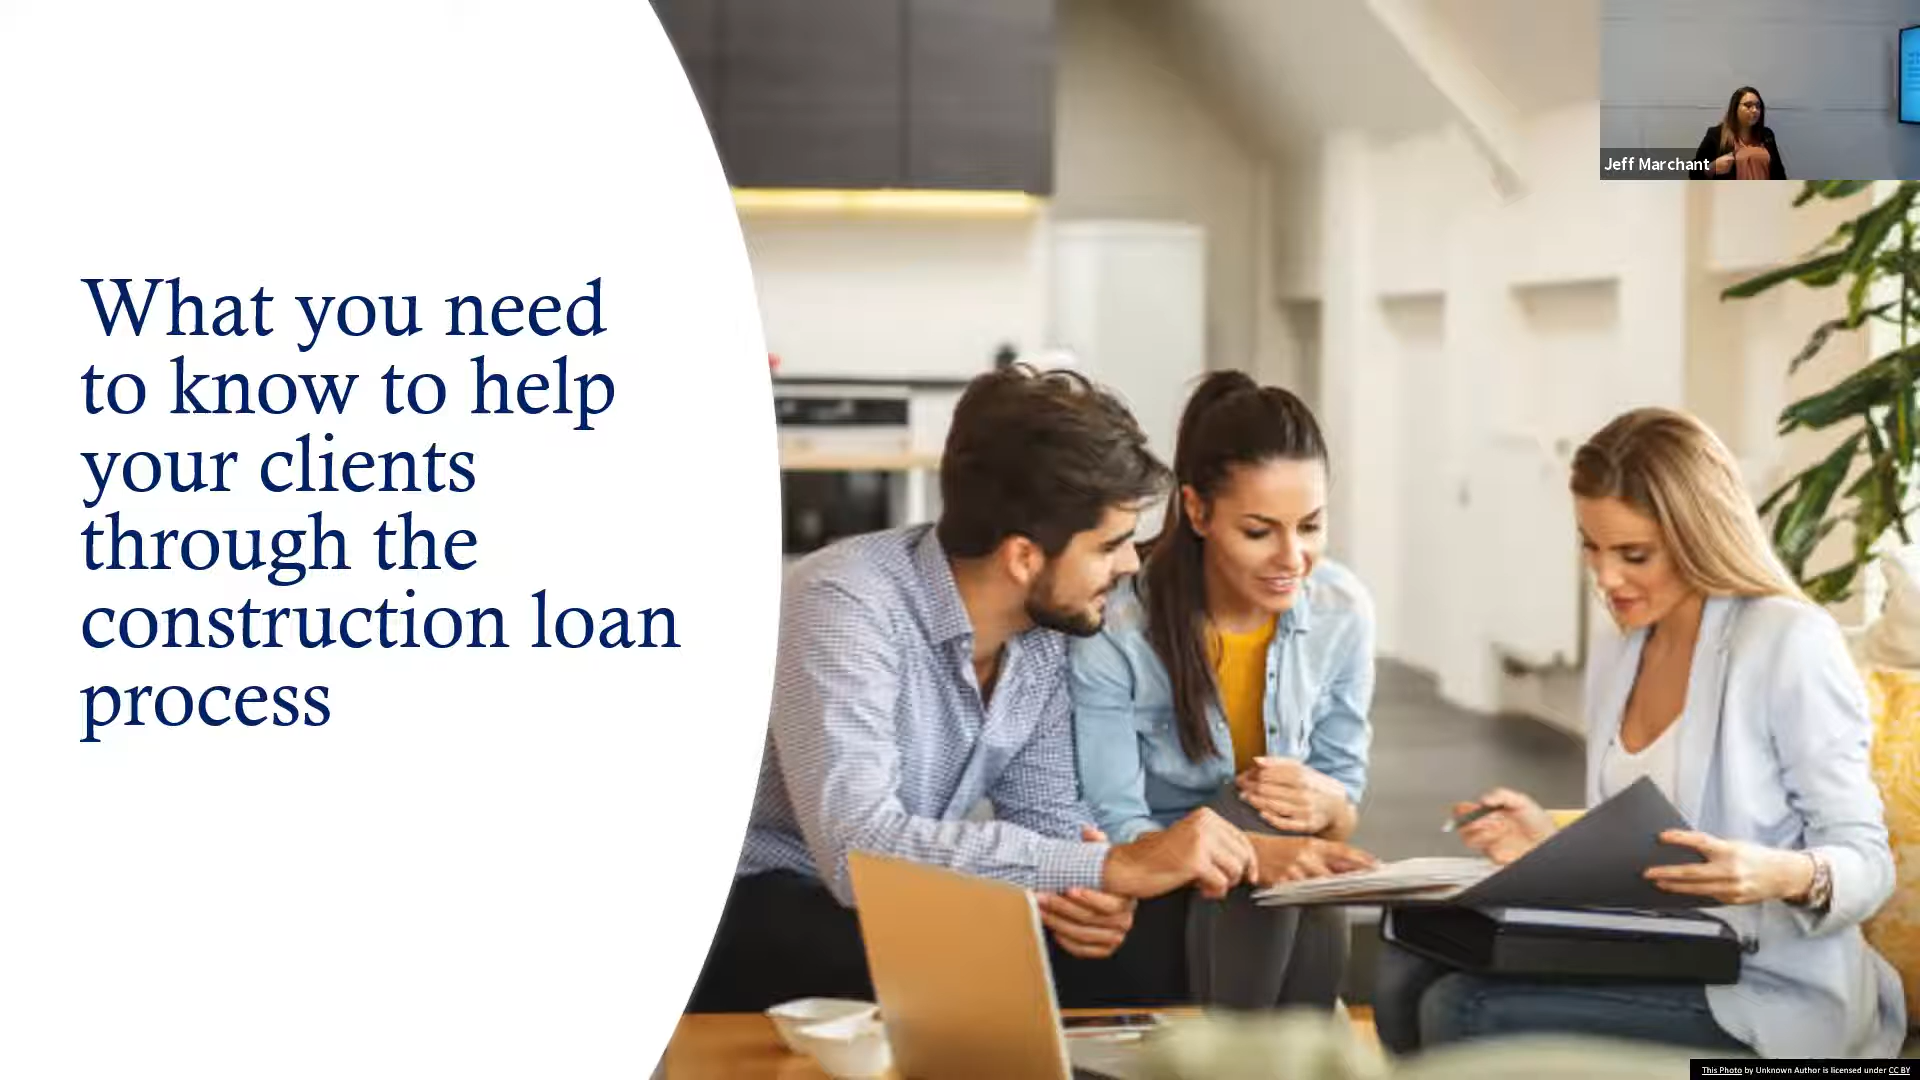 What you need
to know to help
your clients
through the
construction loan
process
Jeff Marchant
This Photo by Unknown Author is licensed under CC BY